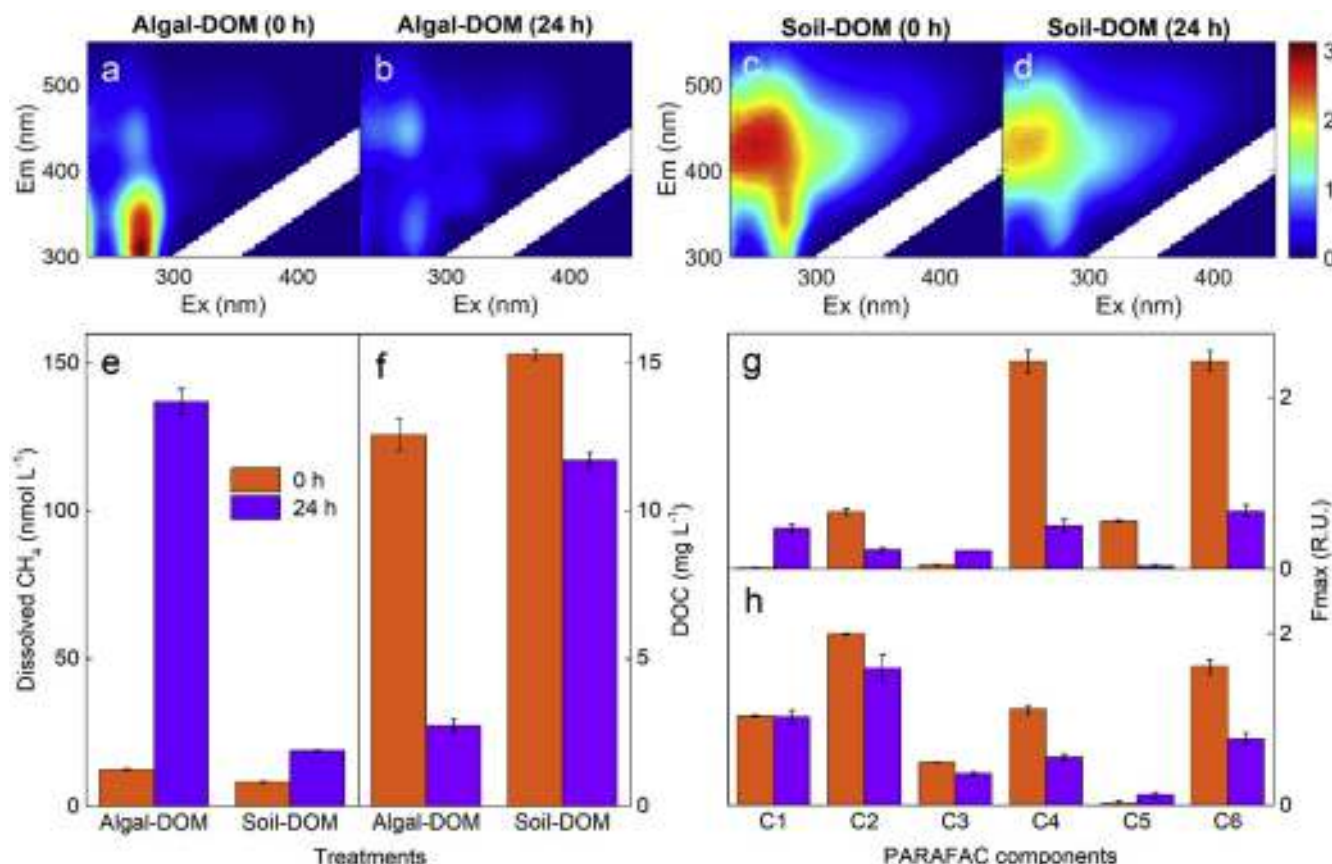 Algal-DOM (0 h) Algal-DOM (24 h) Soil-DOM (0 h) Soil-DOM (24 h)
a b c d
Em (nm) 500 400 300
Em (nm) 500 400 300
3 2 1 0
300 400 300 400 300 400 300 400
Ex (nm) Ex (nm) Ex (nm) Ex (nm)
e f g
150 100 50 0
Dissolved CH₄ (nmol L⁻¹)
0 h
24 h
15 10 5 0
DOC (mg L⁻¹)
2 0
Fmax (R.U.)
h
2 0
Algal-DOM Soil-DOM Algal-DOM Soil-DOM C1 C2 C3 C4 C5 C6
Treatments PARAFAC components